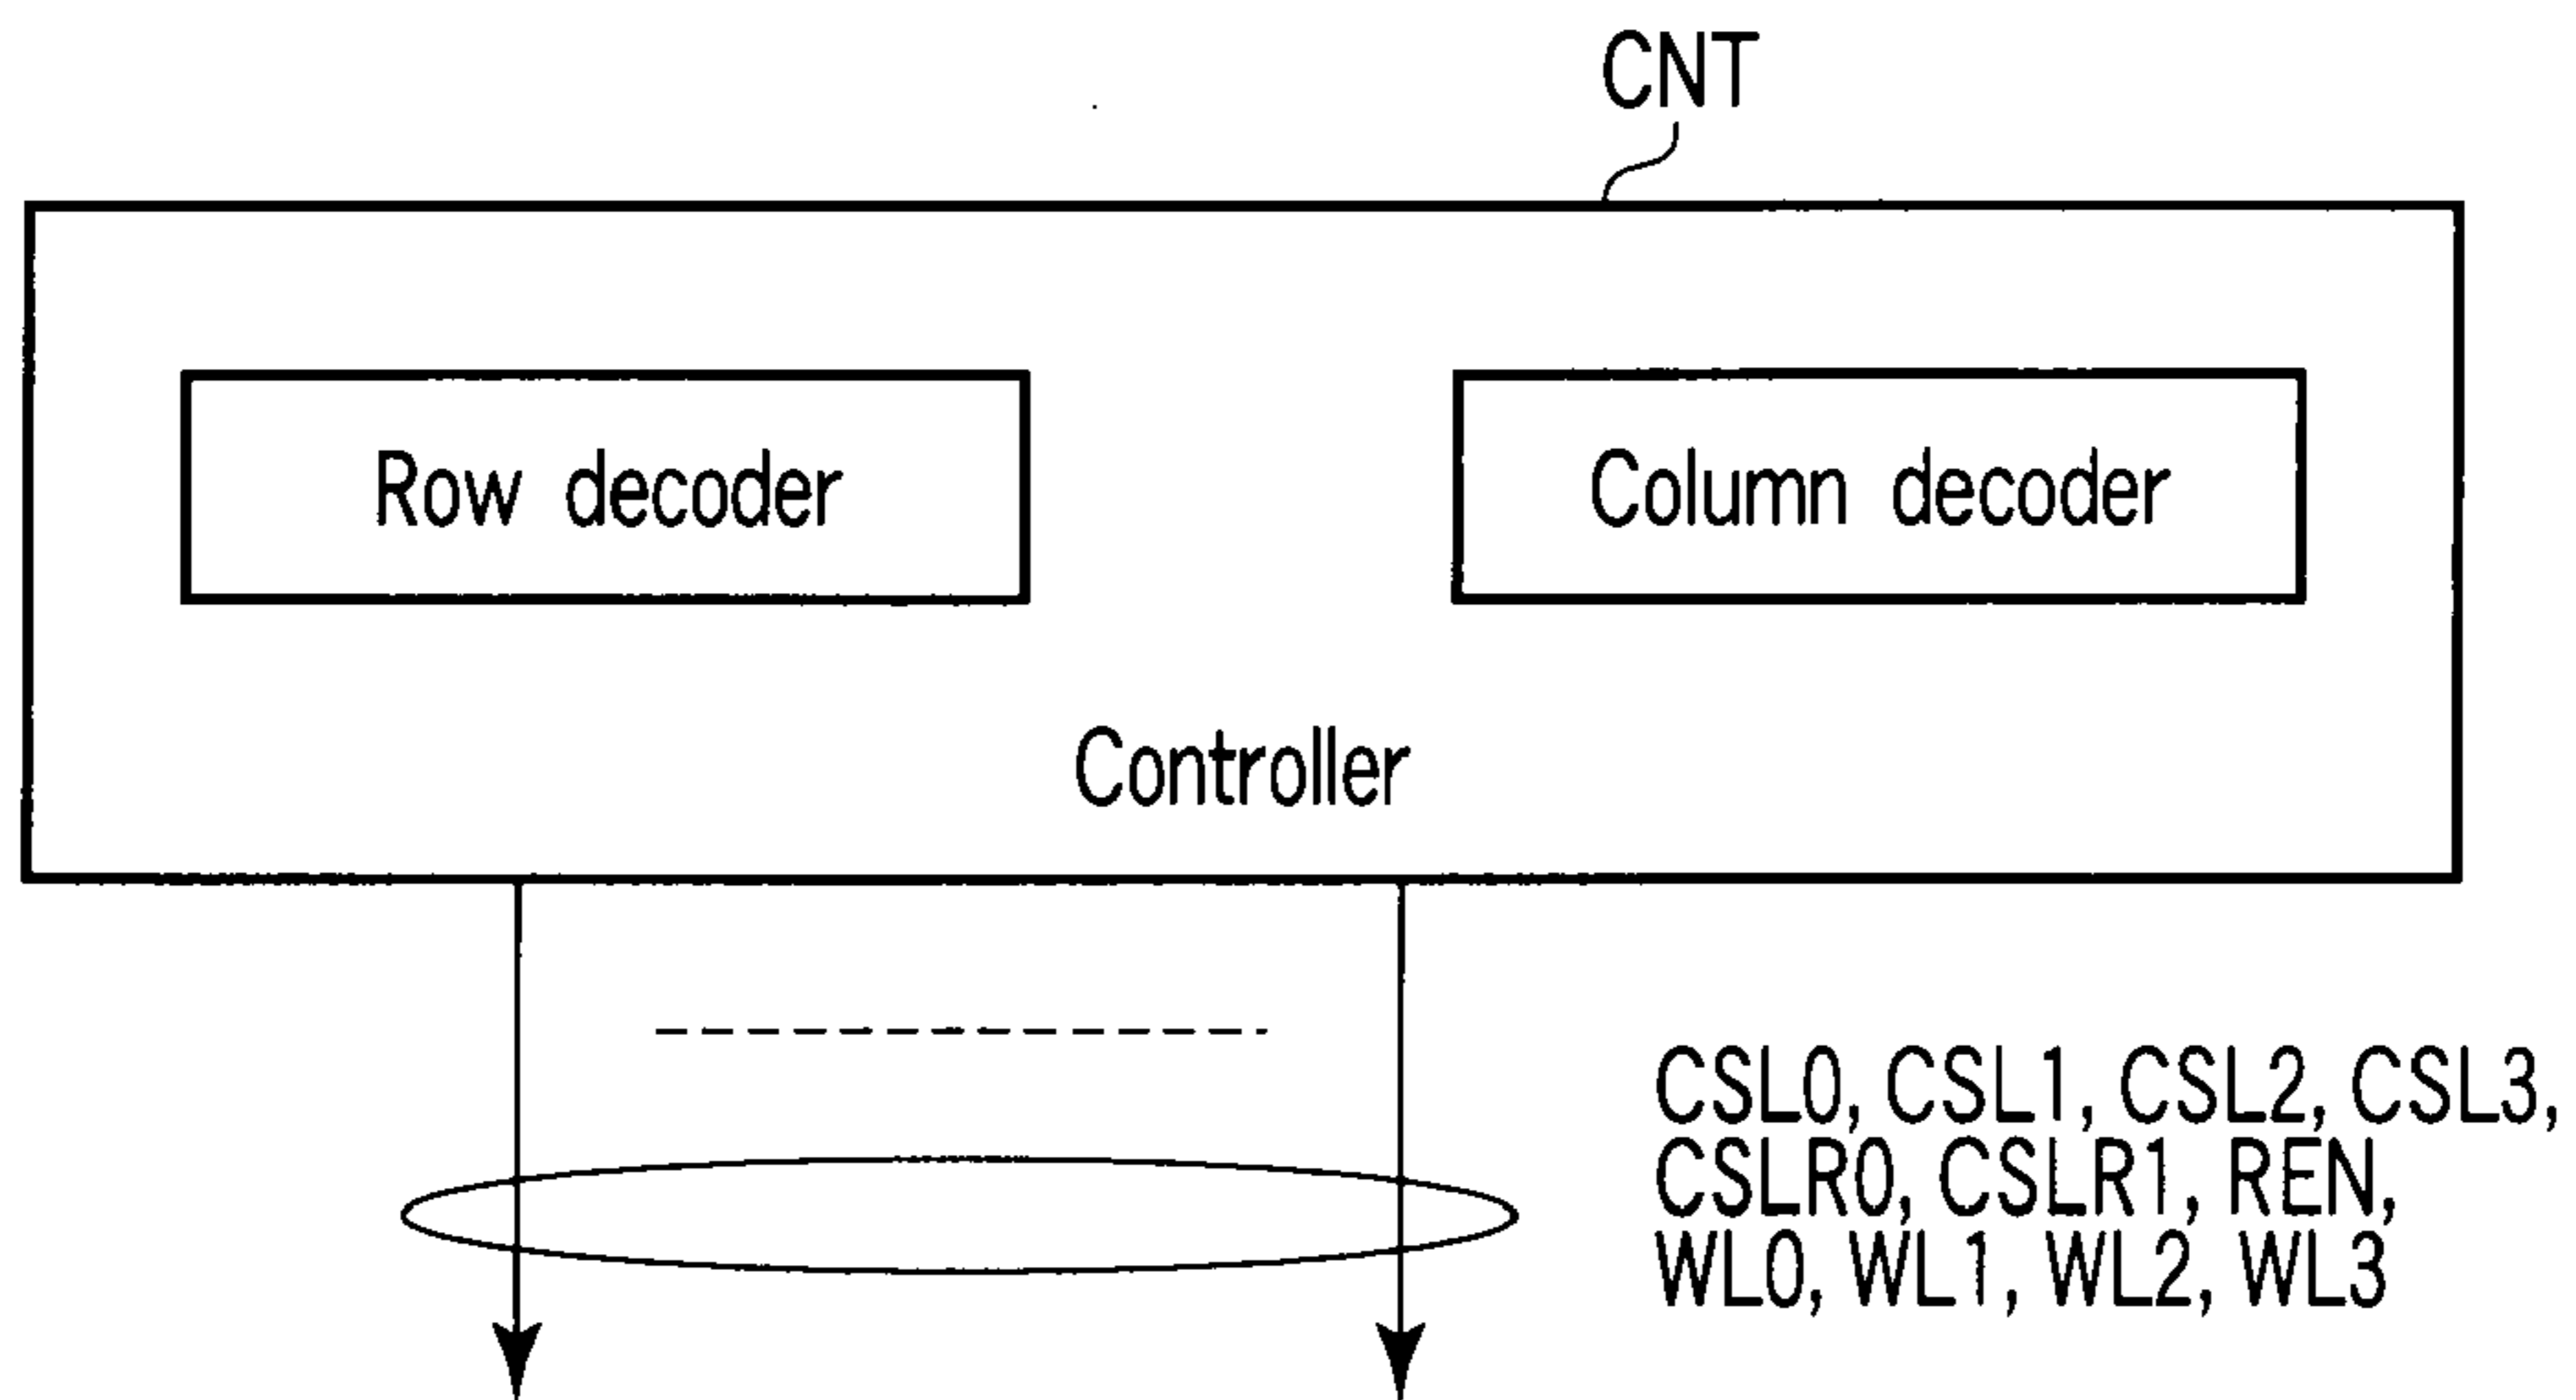 CNT
Row decoder
Column decoder
Controller
CSL0, CSL1, CSL2, CSL3,
CSLR0, CSLR1, REN,
WL0, WL1, WL2, WL3